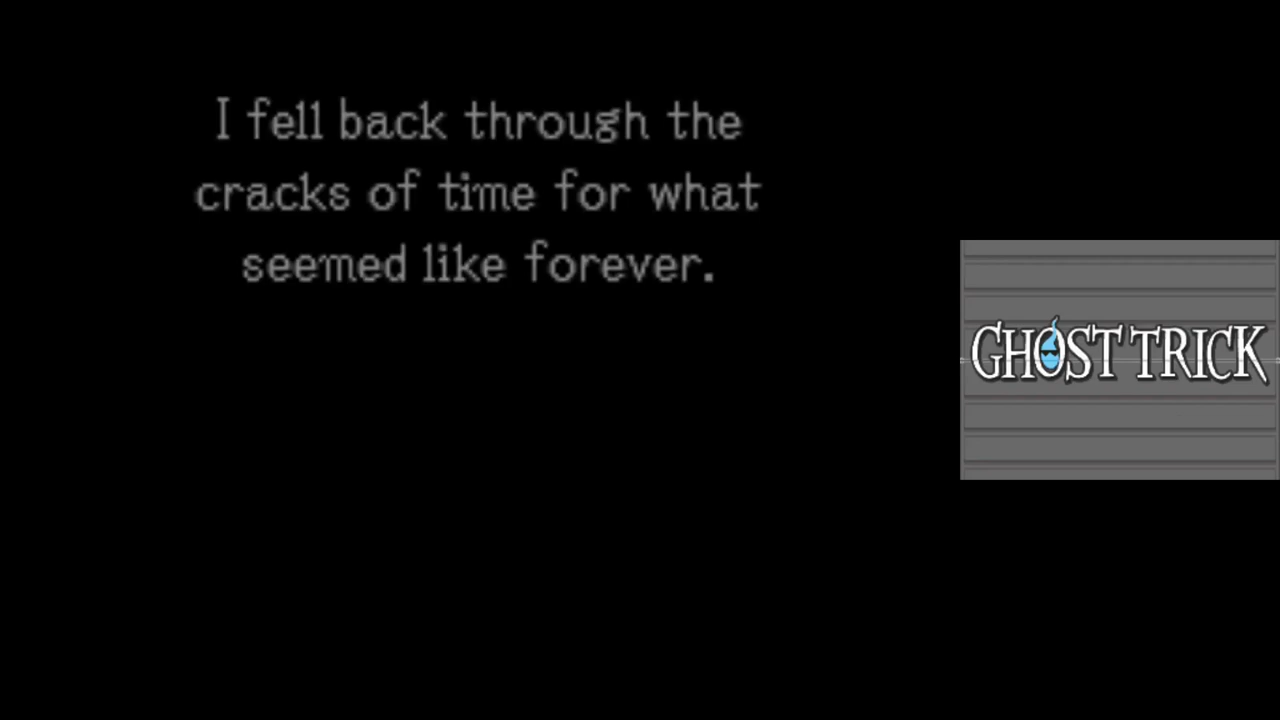 I fell back through the
cracks of time for what
seemed like forever.
GHOST TRICK